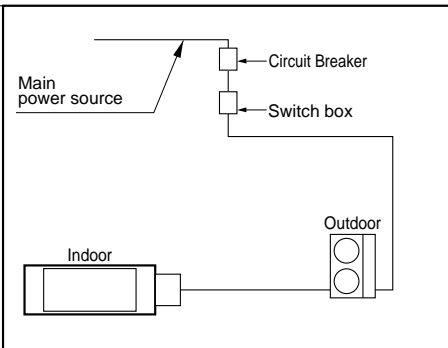 Circuit Breaker
Main
power source
Switch box
Outdoor
Indoor